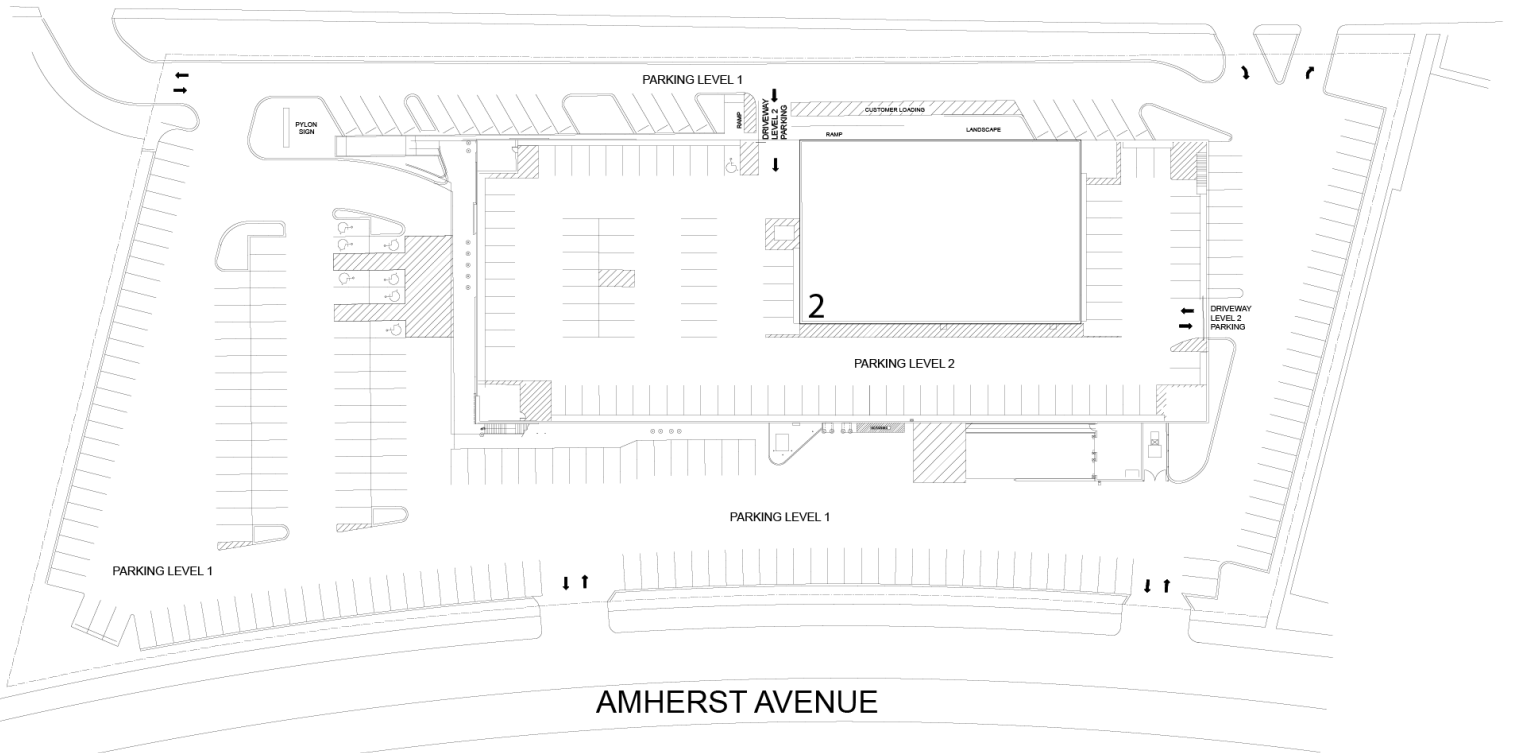 PARKING LEVEL 1
PYLON
SIGN
RAMP
DRIVEWAY
LEVEL 2
PARKING
CUSTOMER LOADING
RAMP
LANDSCAPE
2
DRIVEWAY
LEVEL 2
PARKING
PARKING LEVEL 2
PARKING LEVEL 1
PARKING LEVEL 1
AMHERST AVENUE